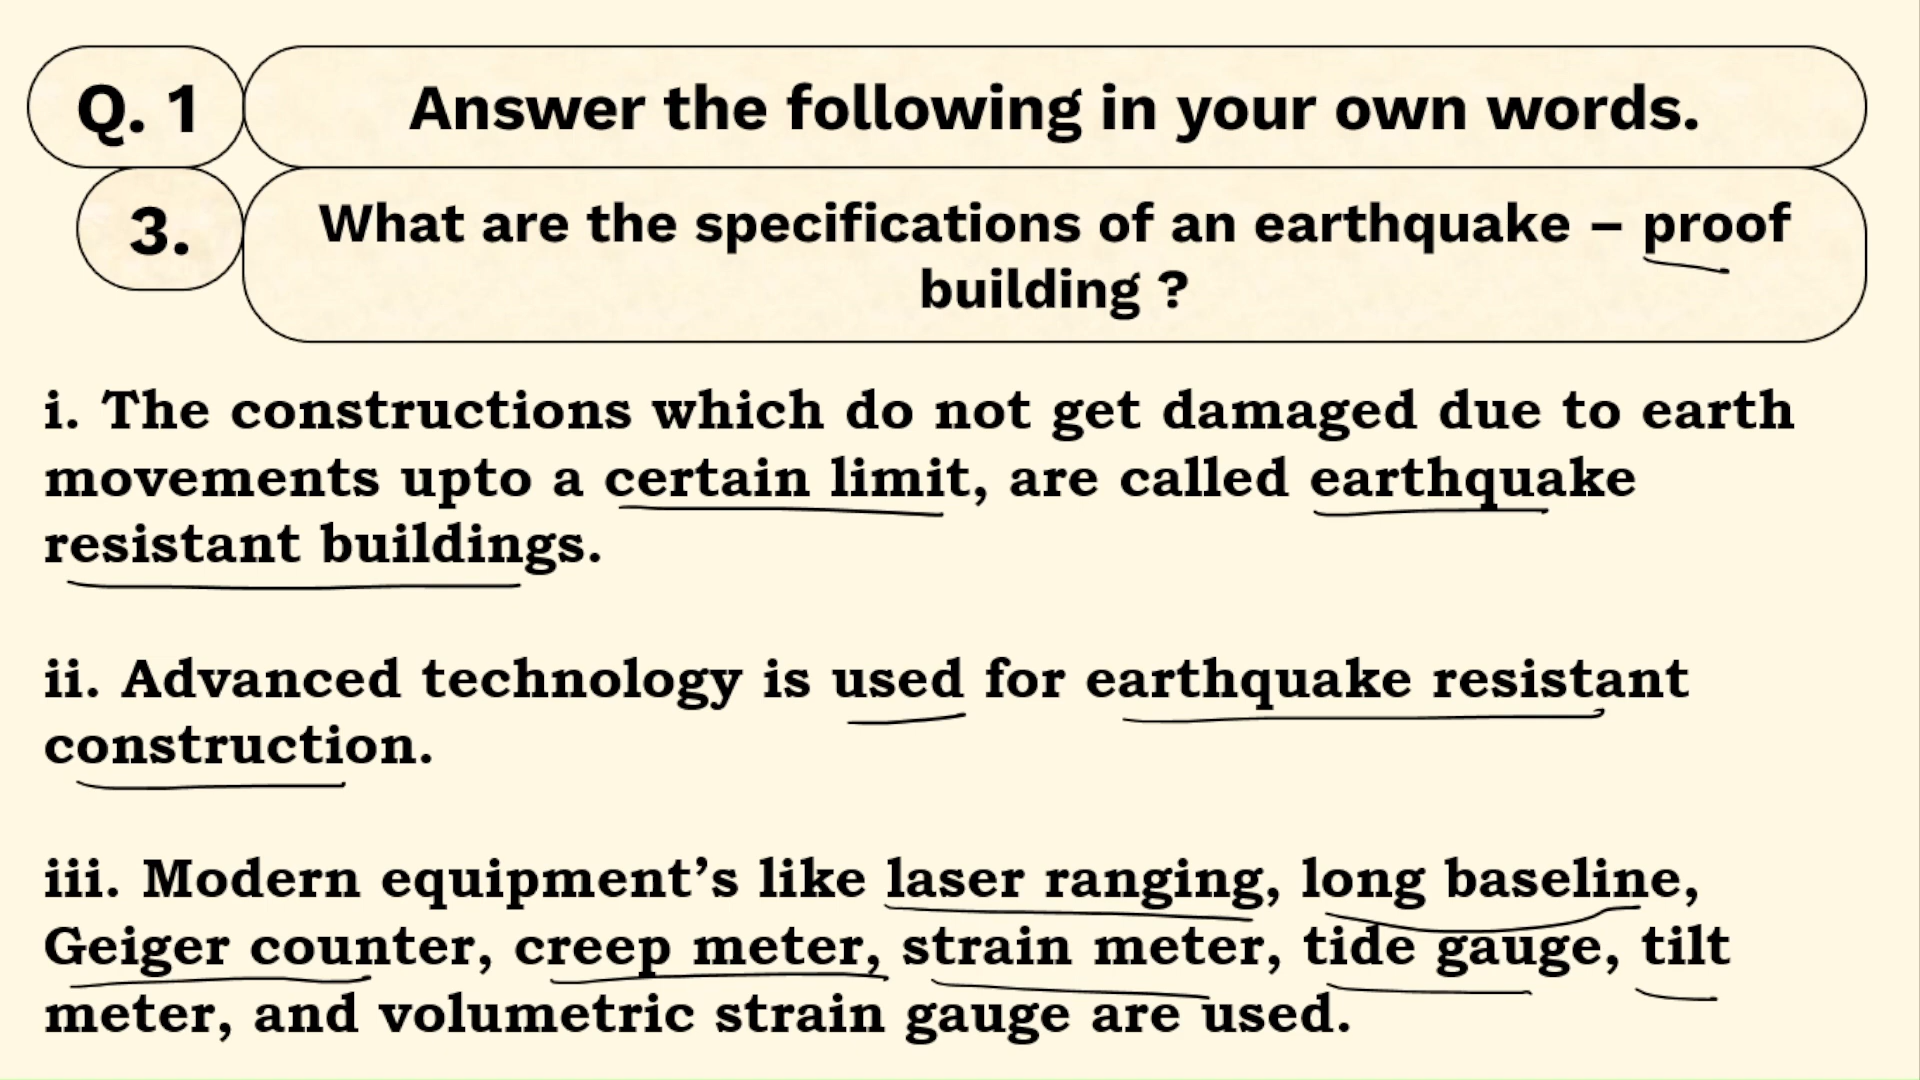 Q. 1 Answer the following in your own words.
3. What are the specifications of an earthquake – proof
building ?
i. The constructions which do not get damaged due to earth
movements upto a certain limit, are called earthquake
resistant buildings.
ii. Advanced technology is used for earthquake resistant
construction.
iii. Modern equipment’s like laser ranging, long baseline,
Geiger counter, creep meter, strain meter, tide gauge, tilt
meter, and volumetric strain gauge are used.